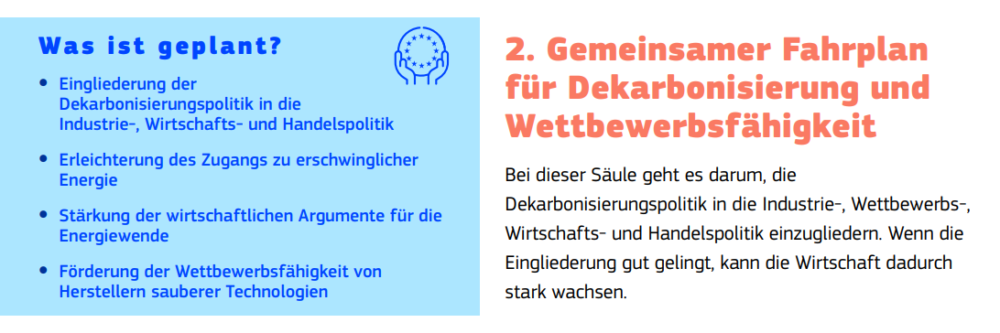 Was ist geplant?
• Eingliederung der
Dekarbonisierungspolitik in die
Industrie-, Wirtschafts- und Handelspolitik
• Erleichterung des Zugangs zu erschwinglicher
Energie
• Stärkung der wirtschaftlichen Argumente für die
Energiewende
• Förderung der Wettbewerbsfähigkeit von
Herstellern sauberer Technologien
2. Gemeinsamer Fahrplan
für Dekarbonisierung und
Wettbewerbsfähigkeit
Bei dieser Säule geht es darum, die
Dekarbonisierungspolitik in die Industrie-, Wettbewerbs-,
Wirtschafts- und Handelspolitik einzugliedern. Wenn die
Eingliederung gut gelingt, kann die Wirtschaft dadurch
stark wachsen.